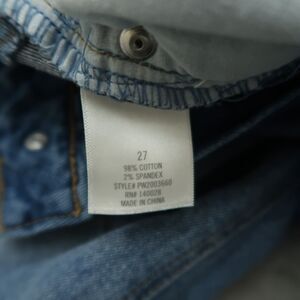 27
98% COTTON
2% SPANDEX
STYLE# PW2003660
RN# 140028
MADE IN CHINA